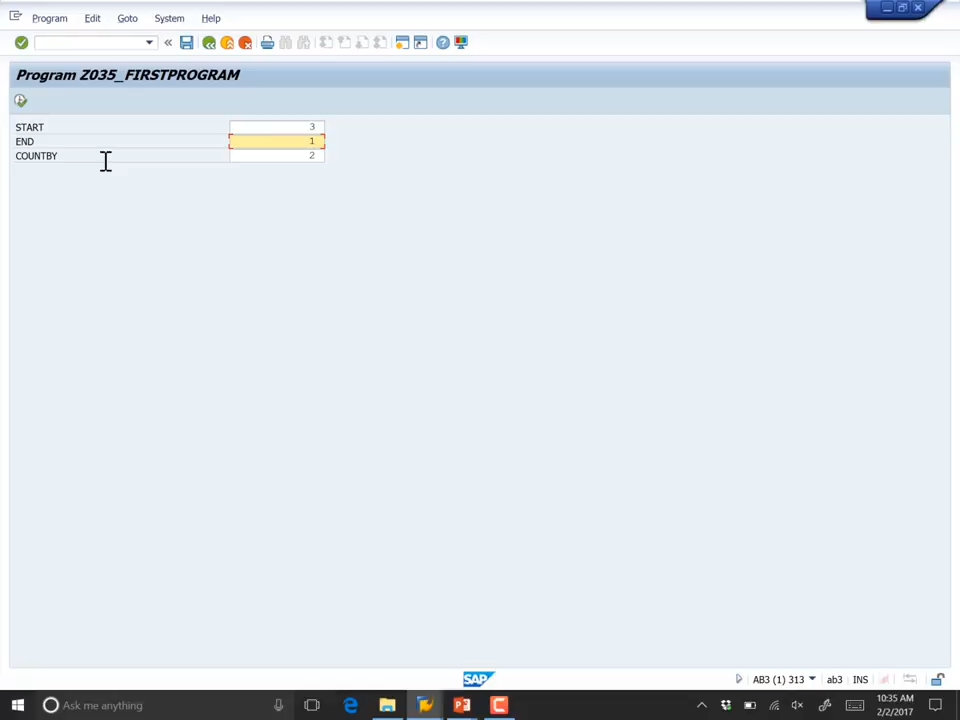 Program Edit Goto System Help
Program Z035_FIRSTPROGRAM
START 3
END 1
COUNTBY 2
SAP
AB3 (1) 313 ab3 INS
Ask me anything
10:35 AM
2/2/2017